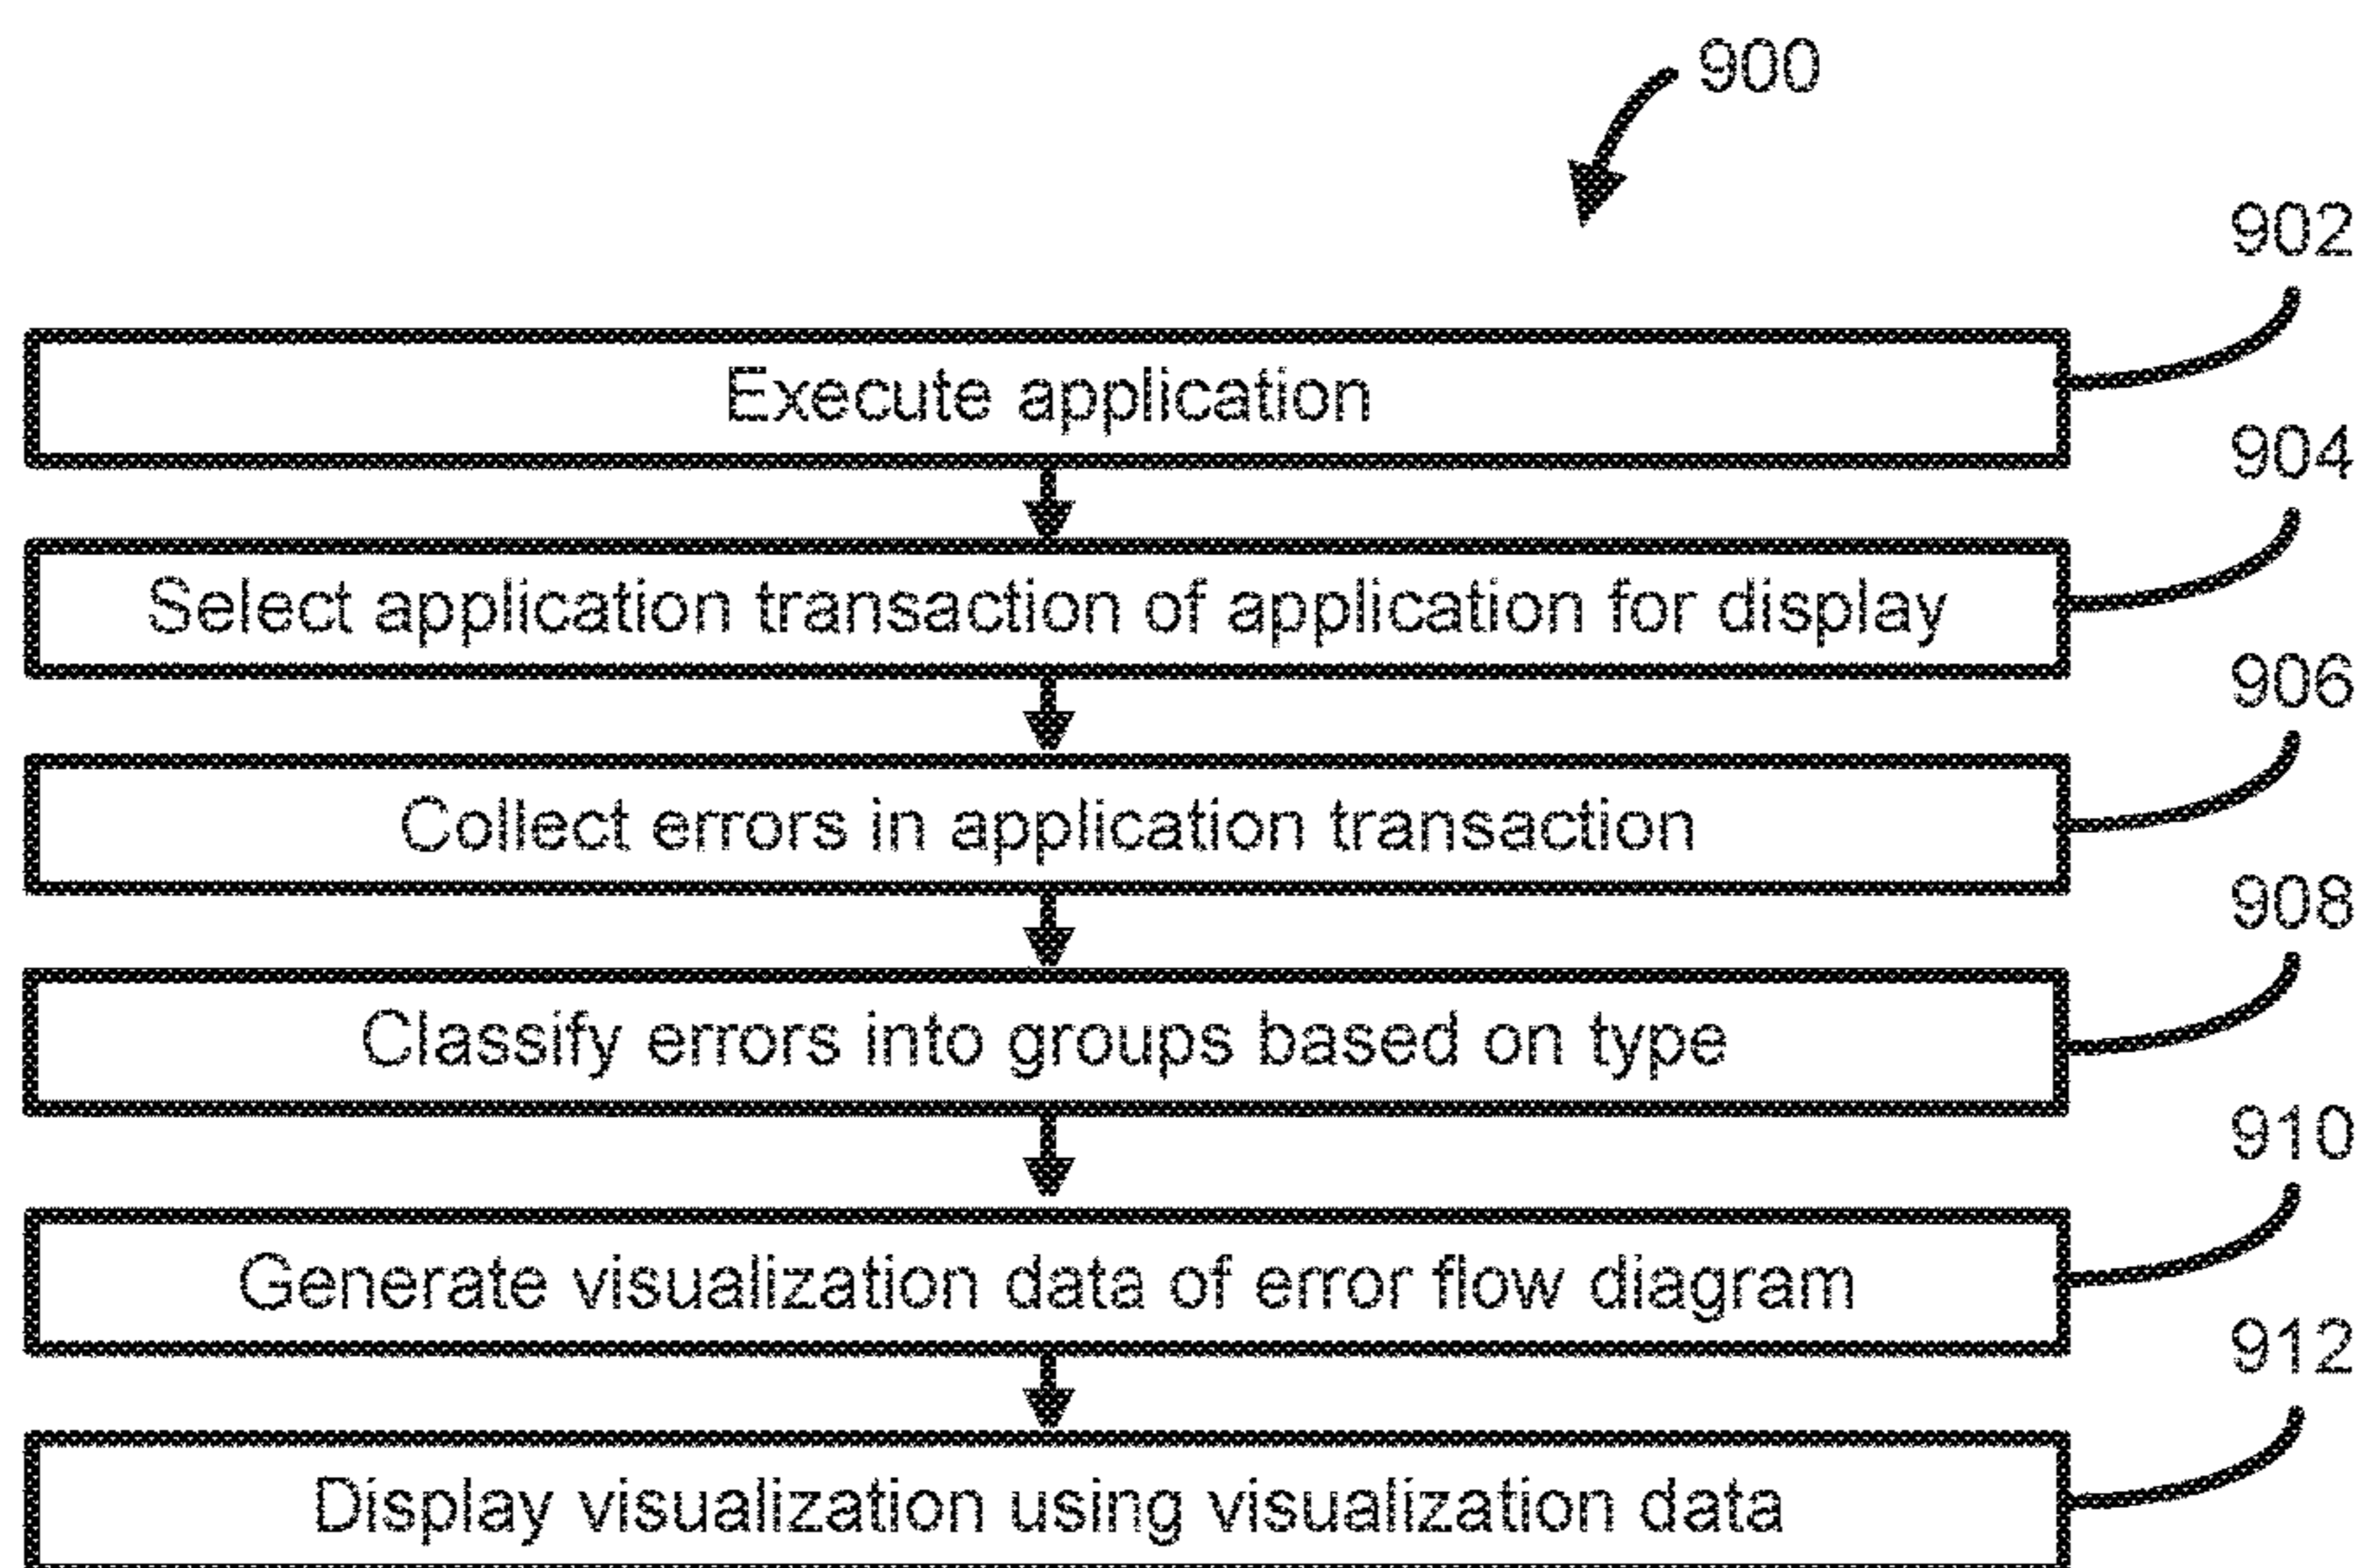 900
902
Execute application
904
Select application transaction of application for display
906
Collect errors in application transaction
908
Classify errors into groups based on type
910
Generate visualization data of error flow diagram
912
Display visualization using visualization data